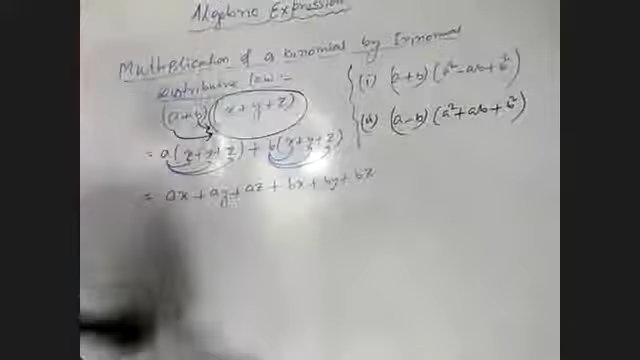 Algebraic Expression
Multiplication of a binomial by Trinomial
Distributive law :-
(a+b) (x+y+z)
= a(x+y+z) + b(x+y+z)
= ax + ay + az + bx + by + bz
(i) (a+b) (a²-ab+b²)
(ii) (a-b) (a²+ab+b²)